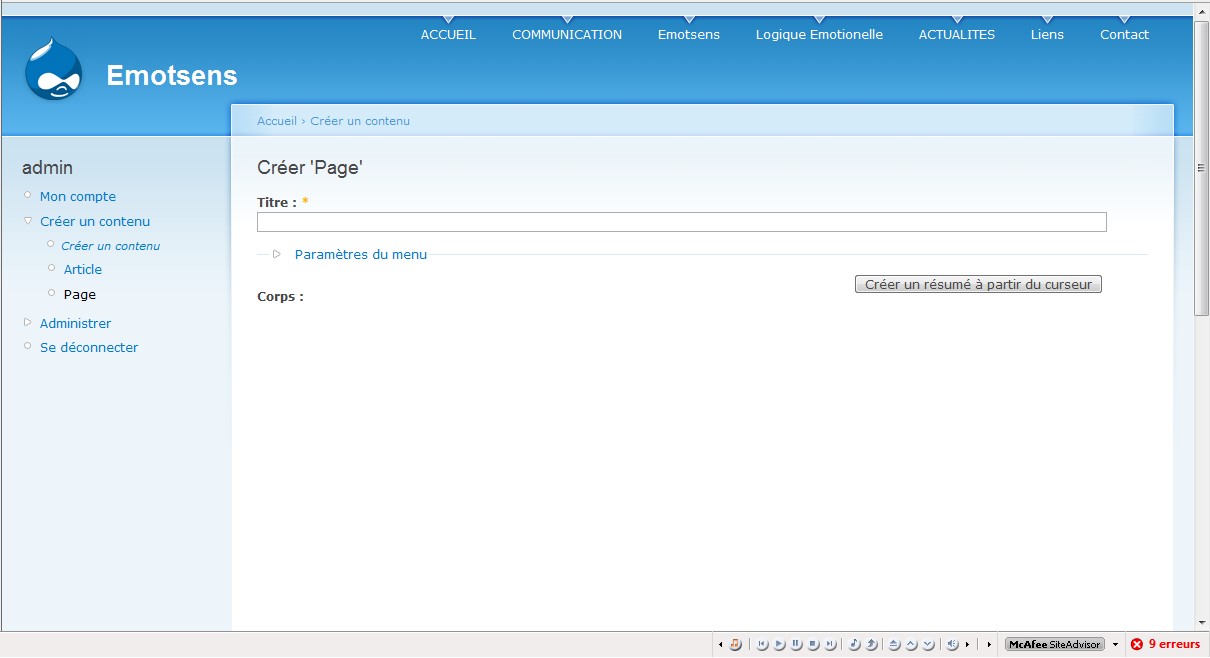 ACCUEIL COMMUNICATION Emotsens Logique Emotionelle ACTUALITES Liens Contact
Emotsens
Accueil › Créer un contenu
admin
Mon compte
Créer un contenu
Créer un contenu
Article
Page
Administrer
Se déconnecter
Créer 'Page'
Titre : *
Paramètres du menu
Créer un résumé à partir du curseur
Corps :
McAfee SiteAdvisor
9 erreurs